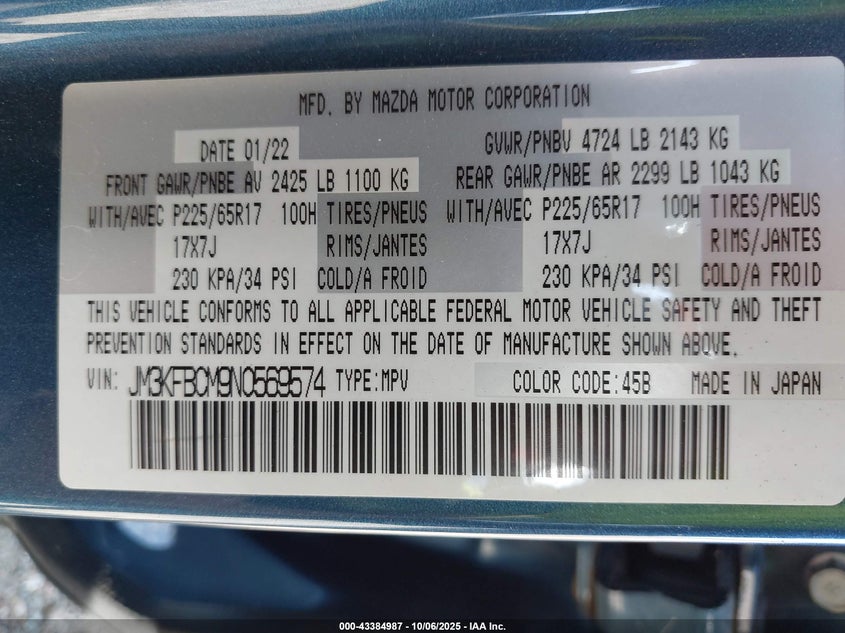 MFD. BY MAZDA MOTOR CORPORATION
DATE 01/22 GVWR/PNBV 4724 LB 2143 KG
FRONT GAWR/PNBE AV 2425 LB 1100 KG REAR GAWR/PNBE AR 2299 LB 1043 KG
WITH/AVEC P225/65R17 100H TIRES/PNEUS WITH/AVEC P225/65R17 100H TIRES/PNEUS
17X7J RIMS/JANTES 17X7J RIMS/JANTES
230 KPA/34 PSI COLD/A FROID 230 KPA/34 PSI COLD/A FROID
THIS VEHICLE CONFORMS TO ALL APPLICABLE FEDERAL MOTOR VEHICLE SAFETY AND THEFT
PREVENTION STANDARDS IN EFFECT ON THE DATE OF MANUFACTURE SHOWN ABOVE.
VIN: JM3KFBCM9N0569574 TYPE:MPV COLOR CODE:45B MADE IN JAPAN
000-43384987 - 10/06/2025 - IAA Inc.